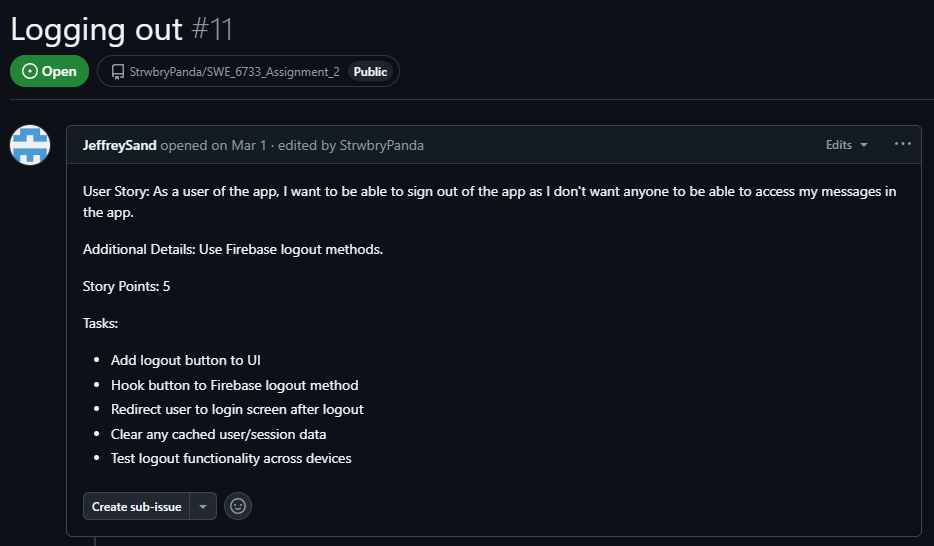 Logging out #11
Open
StrwbryPanda/SWE_6733_Assignment_2 Public
JeffreySand opened on Mar 1 · edited by StrwbryPanda
Edits
User Story: As a user of the app, I want to be able to sign out of the app as I don't want anyone to be able to access my messages in
the app.
Additional Details: Use Firebase logout methods.
Story Points: 5
Tasks:
• Add logout button to UI
• Hook button to Firebase logout method
• Redirect user to login screen after logout
• Clear any cached user/session data
• Test logout functionality across devices
Create sub-issue